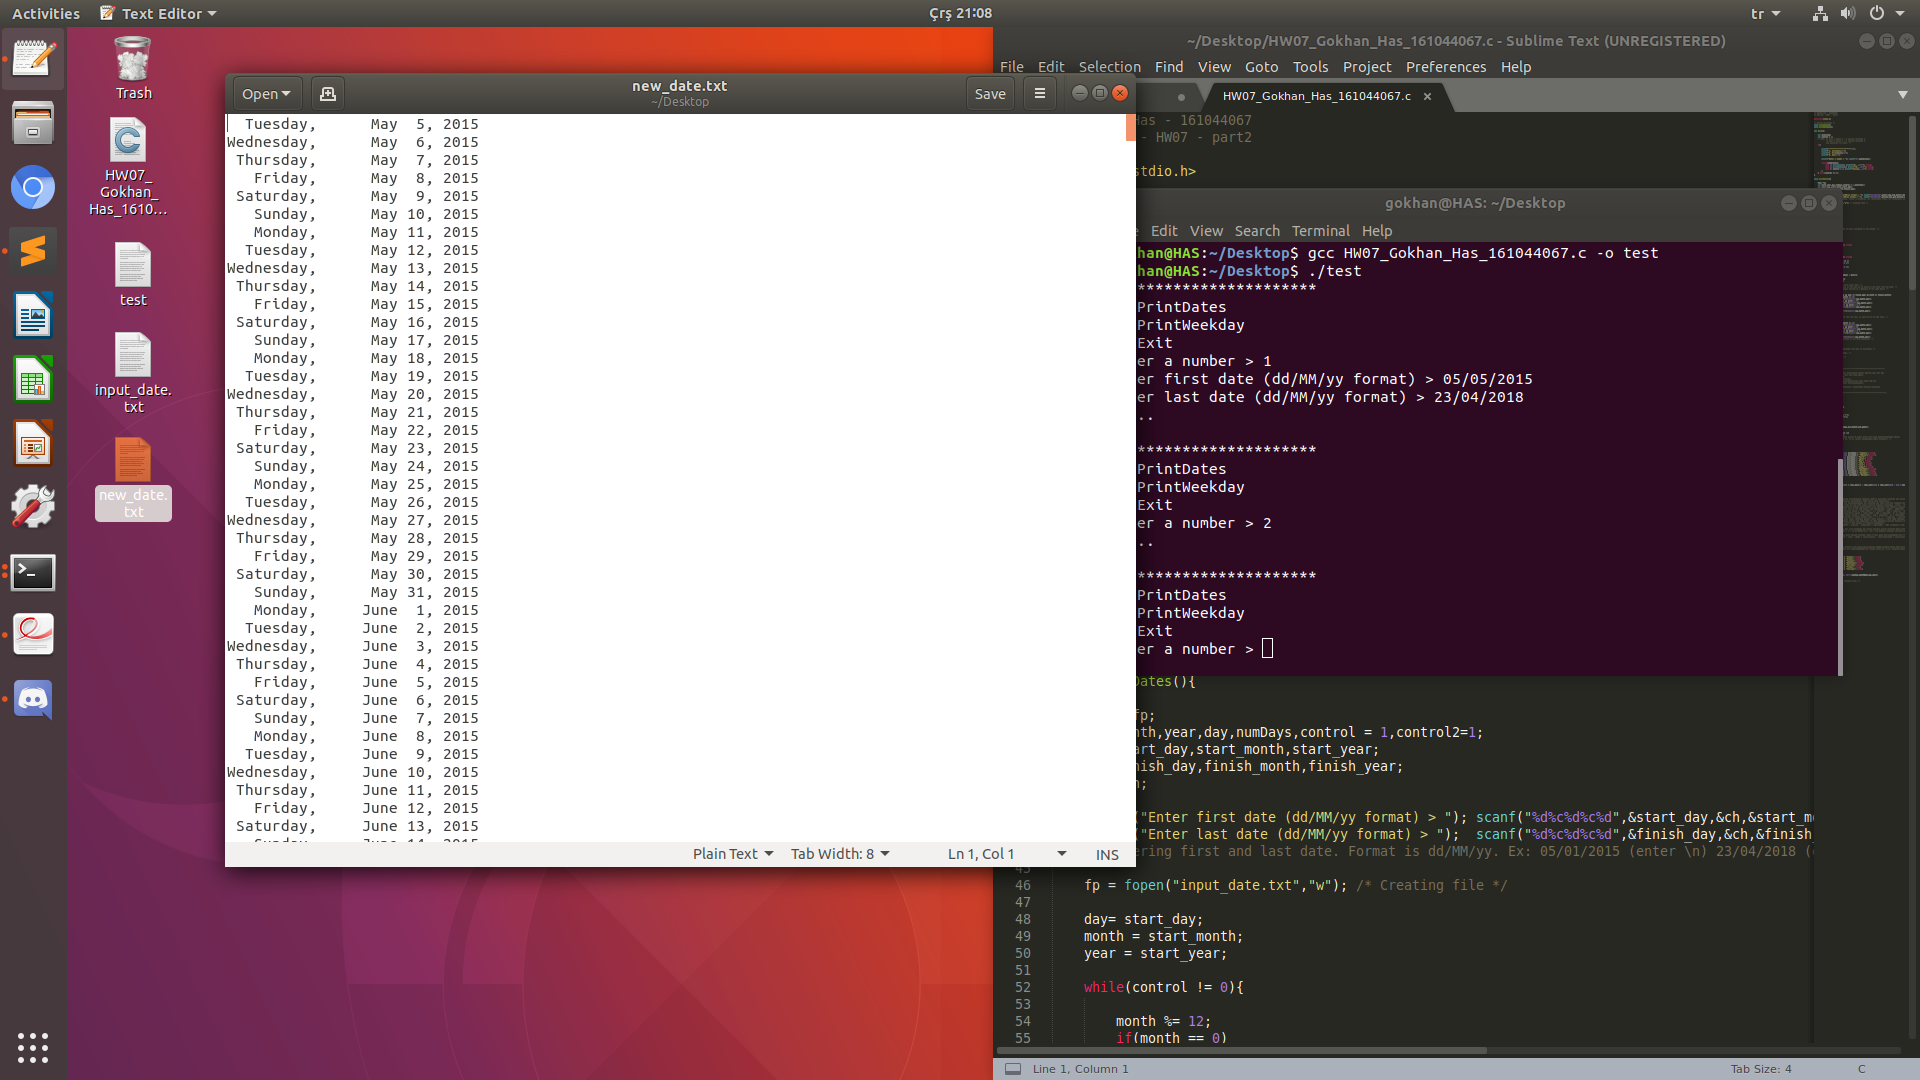 Activities
Text Editor
Çrş 21:08
tr
Trash
HW07_
Gokhan_
Has_1610...
test
input_date.
txt
new_date.
txt
Open
new_date.txt
~/Desktop
Save
Tuesday,      May  5, 2015
Wednesday,      May  6, 2015
Thursday,      May  7, 2015
Friday,      May  8, 2015
Saturday,      May  9, 2015
Sunday,      May 10, 2015
Monday,      May 11, 2015
Tuesday,      May 12, 2015
Wednesday,      May 13, 2015
Thursday,      May 14, 2015
Friday,      May 15, 2015
Saturday,      May 16, 2015
Sunday,      May 17, 2015
Monday,      May 18, 2015
Tuesday,      May 19, 2015
Wednesday,      May 20, 2015
Thursday,      May 21, 2015
Friday,      May 22, 2015
Saturday,      May 23, 2015
Sunday,      May 24, 2015
Monday,      May 25, 2015
Tuesday,      May 26, 2015
Wednesday,      May 27, 2015
Thursday,      May 28, 2015
Friday,      May 29, 2015
Saturday,      May 30, 2015
Sunday,      May 31, 2015
Monday,     June  1, 2015
Tuesday,     June  2, 2015
Wednesday,     June  3, 2015
Thursday,     June  4, 2015
Friday,     June  5, 2015
Saturday,     June  6, 2015
Sunday,     June  7, 2015
Monday,     June  8, 2015
Tuesday,     June  9, 2015
Wednesday,     June 10, 2015
Thursday,     June 11, 2015
Friday,     June 12, 2015
Saturday,     June 13, 2015
Plain Text
Tab Width: 8
Ln 1, Col 1
INS
~/Desktop/HW07_Gokhan_Has_161044067.c - Sublime Text (UNREGISTERED)
File Edit Selection Find View Goto Tools Project Preferences Help
HW07_Gokhan_Has_161044067.c
Has - 161044067
- HW07 - part2
stdio.h>
gokhan@HAS: ~/Desktop
Edit View Search Terminal Help
han@HAS:~/Desktop$ gcc HW07_Gokhan_Has_161044067.c -o test
han@HAS:~/Desktop$ ./test
********************
PrintDates
PrintWeekday
Exit
er a number > 1
er first date (dd/MM/yy format) > 05/05/2015
er last date (dd/MM/yy format) > 23/04/2018
..
********************
PrintDates
PrintWeekday
Exit
er a number > 2
..
********************
PrintDates
PrintWeekday
Exit
er a number >
Dates(){
fp;
nth,year,day,numDays,control = 1,control2=1;
art_day,start_month,start_year;
nish_day,finish_month,finish_year;
h;
("Enter first date (dd/MM/yy format) > "); scanf("%d%c%d%c%d",&start_day,&ch,&start_m
("Enter last date (dd/MM/yy format) > ");  scanf("%d%c%d%c%d",&finish_day,&ch,&finish_
ering first and last date. Format is dd/MM/yy. Ex: 05/01/2015 (enter \n) 23/04/2018 (
45
46 fp = fopen("input_date.txt","w"); /* Creating file */
47
48 day= start_day;
49 month = start_month;
50 year = start_year;
51
52 while(control != 0){
53
54 month %= 12;
55 if(month == 0)
Line 1, Column 1
Tab Size: 4
C